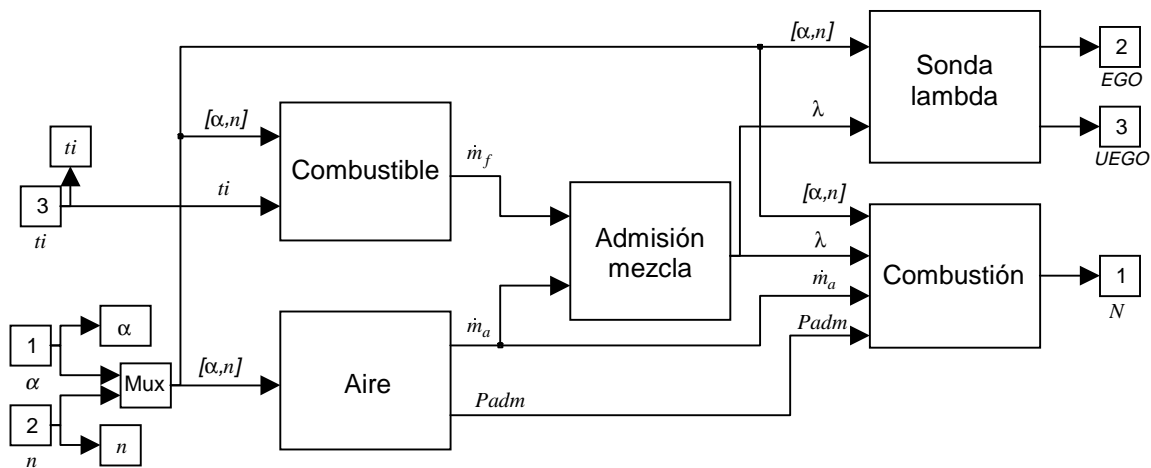 [α,n]
2
EGO
Sonda
lambda
λ
3
UEGO
[α,n]
Combustible
ṁf
ti
3
ti
ti
Admisión
mezcla
[α,n]
λ
Combustión
ṁa
Padm
1
N
1
α
α
Mux
[α,n]
Aire
ṁa
Padm
2
n
n